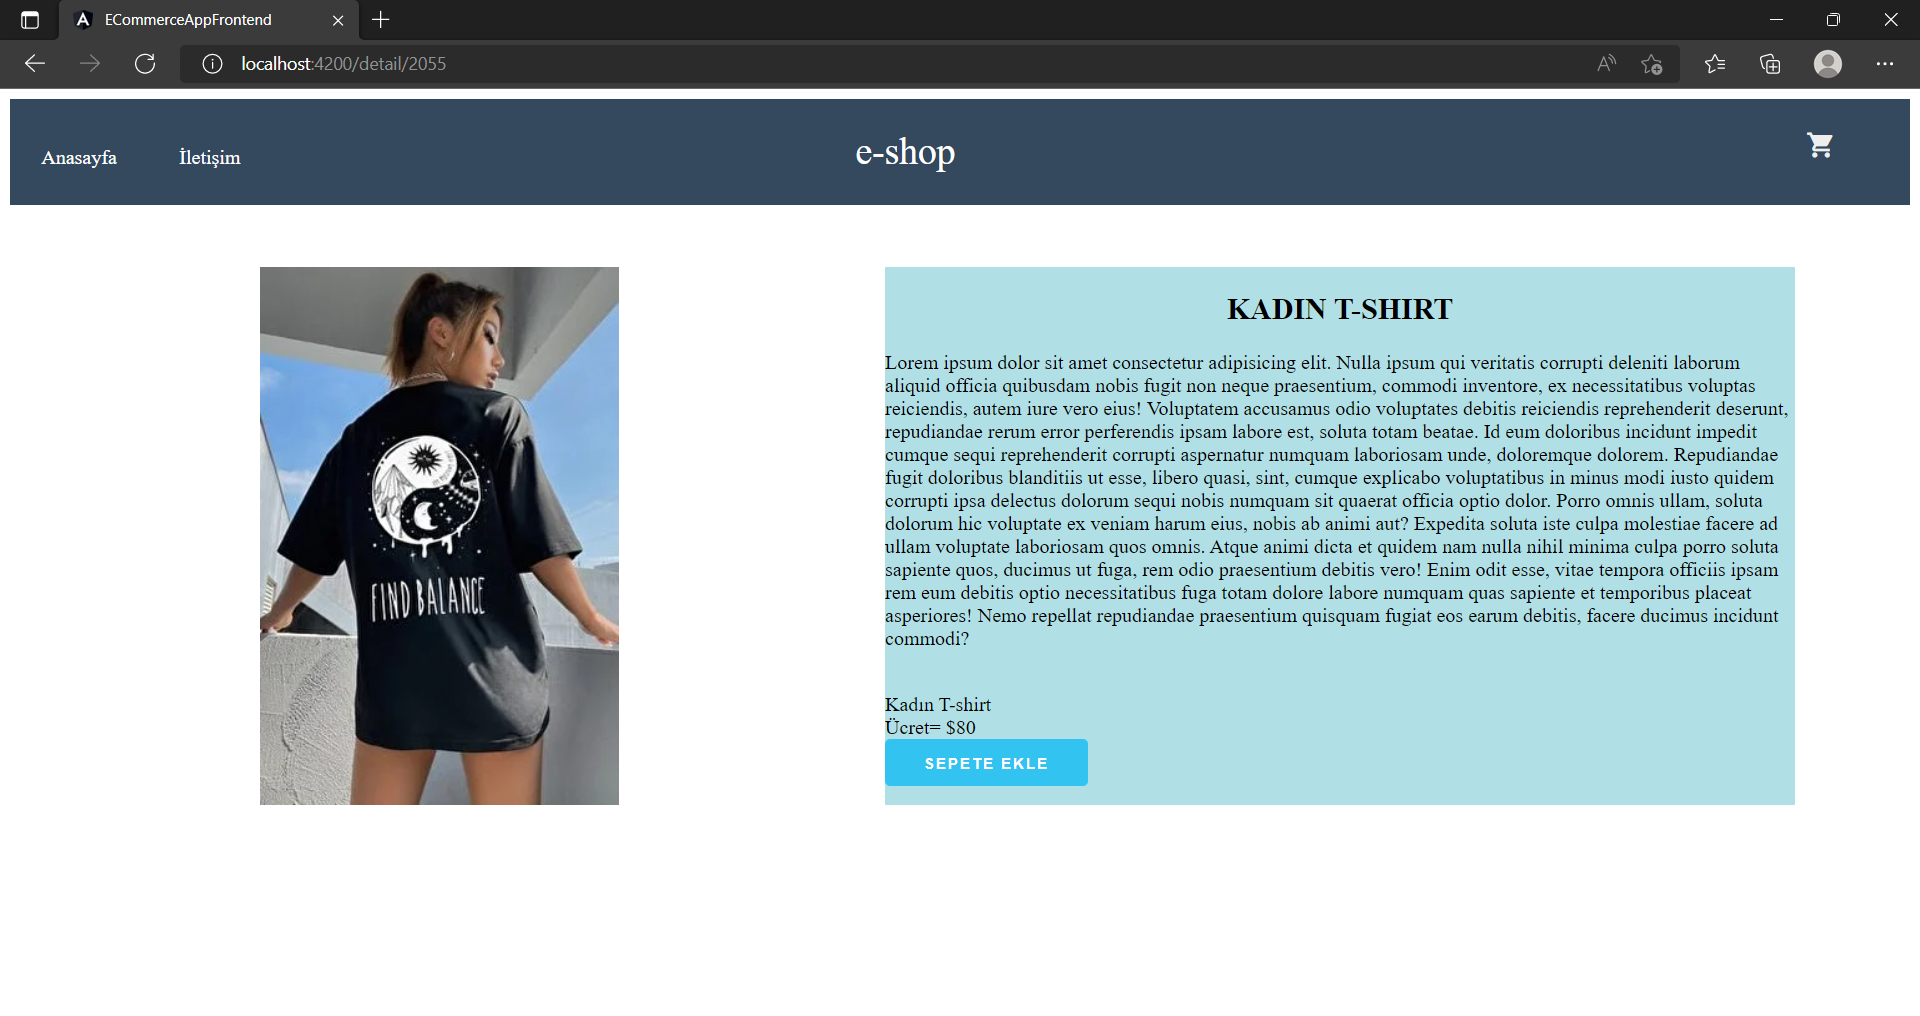 ECommerceAppFrontend
localhost:4200/detail/2055
Anasayfa İletişim e-shop
KADIN T-SHIRT
Lorem ipsum dolor sit amet consectetur adipisicing elit. Nulla ipsum qui veritatis corrupti deleniti laborum
aliquid officia quibusdam nobis fugit non neque praesentium, commodi inventore, ex necessitatibus voluptas
reiciendis, autem iure vero eius! Voluptatem accusamus odio voluptates debitis reiciendis reprehenderit deserunt,
repudiandae rerum error perferendis ipsam labore est, soluta totam beatae. Id eum doloribus incidunt impedit
cumque sequi reprehenderit corrupti aspernatur numquam laboriosam unde, doloremque dolorem. Repudiandae
fugit doloribus blanditiis ut esse, libero quasi, sint, cumque explicabo voluptatibus in minus modi iusto quidem
corrupti ipsa delectus dolorum sequi nobis numquam sit quaerat officia optio dolor. Porro omnis ullam, soluta
dolorum hic voluptate ex veniam harum eius, nobis ab animi aut? Expedita soluta iste culpa molestiae facere ad
ullam voluptate laboriosam quos omnis. Atque animi dicta et quidem nam nulla nihil minima culpa porro soluta
sapiente quos, ducimus ut fuga, rem odio praesentium debitis vero! Enim odit esse, vitae tempora officiis ipsam
rem eum debitis optio necessitatibus fuga totam dolore labore numquam quas sapiente et temporibus placeat
asperiores! Nemo repellat repudiandae praesentium quisquam fugiat eos earum debitis, facere ducimus incidunt
commodi?
FIND BALANCE
Kadın T-shirt
Ücret= $80
SEPETE EKLE